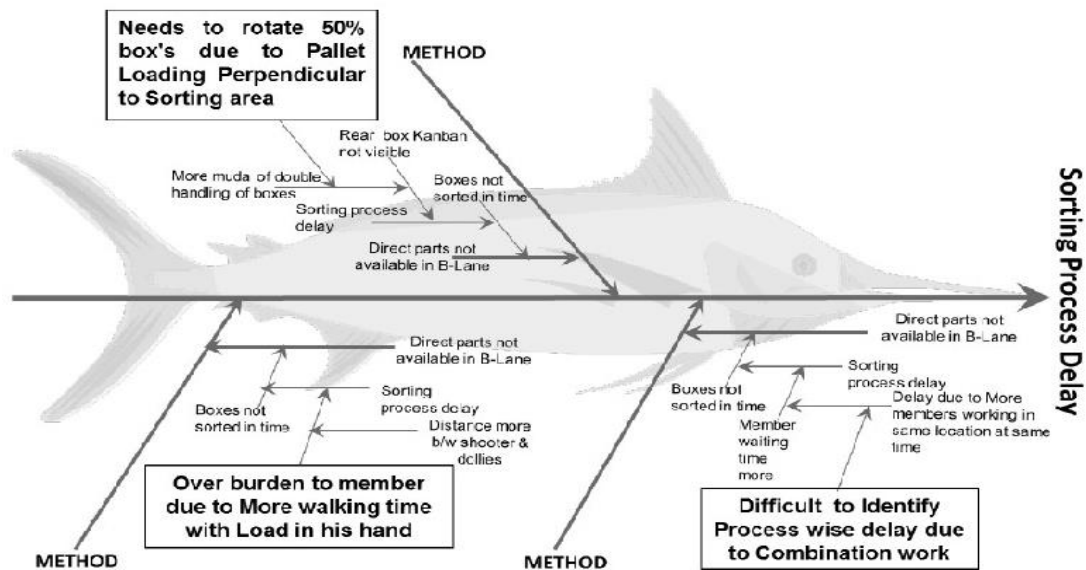 Needs to rotate 50%
box's due to Pallet
Loading Perpendicular
to Sorting area
METHOD
Rear box Kanban
not visible
More muda of double
handling of boxes
Boxes not
sorted in time
Sorting process
delay
Direct parts not
available in B-Lane
Sorting Process Delay
Direct parts not
available in B-Lane
Boxes not
sorted in time
Sorting
process delay
Distance more
b/w shooter &
dollies
Over burden to member
due to More walking time
with Load in his hand
METHOD
Direct parts not
available in B-Lane
Boxes not
sorted in time
Sorting
process delay
Member
waiting
time
more
Delay due to More
members working in
same location at same
time
Difficult to Identify
Process wise delay due
to Combination work
METHOD